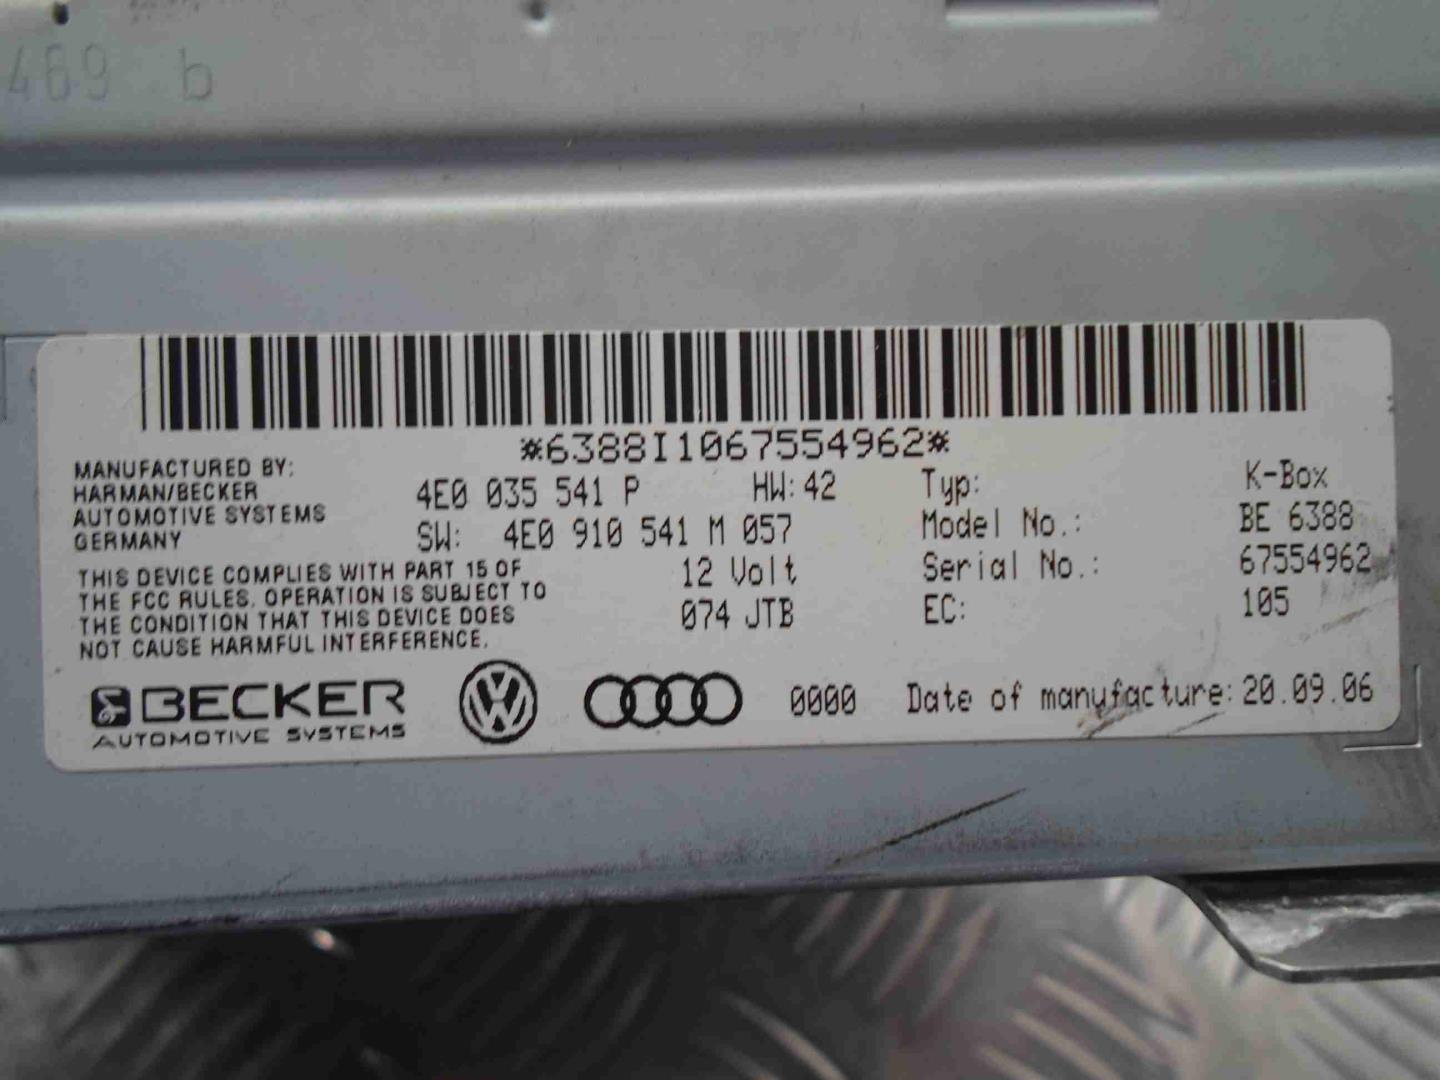 469 b
*6388I1067554962*
MANUFACTURED BY:
HARMAN/BECKER
AUTOMOTIVE SYSTEMS
GERMANY
4E0 035 541 P HW: 42
SW: 4E0 910 541 M 057
12 Volt
074 JTB
Typ: K-Box
Model No.: BE 6388
Serial No.: 67554962
EC: 105
THIS DEVICE COMPLIES WITH PART 15 OF
THE FCC RULES. OPERATION IS SUBJECT TO
THE CONDITION THAT THIS DEVICE DOES
NOT CAUSE HARMFUL INTERFERENCE.
BECKER
AUTOMOTIVE SYSTEMS
VW
0000 Date of manufacture: 20.09.06